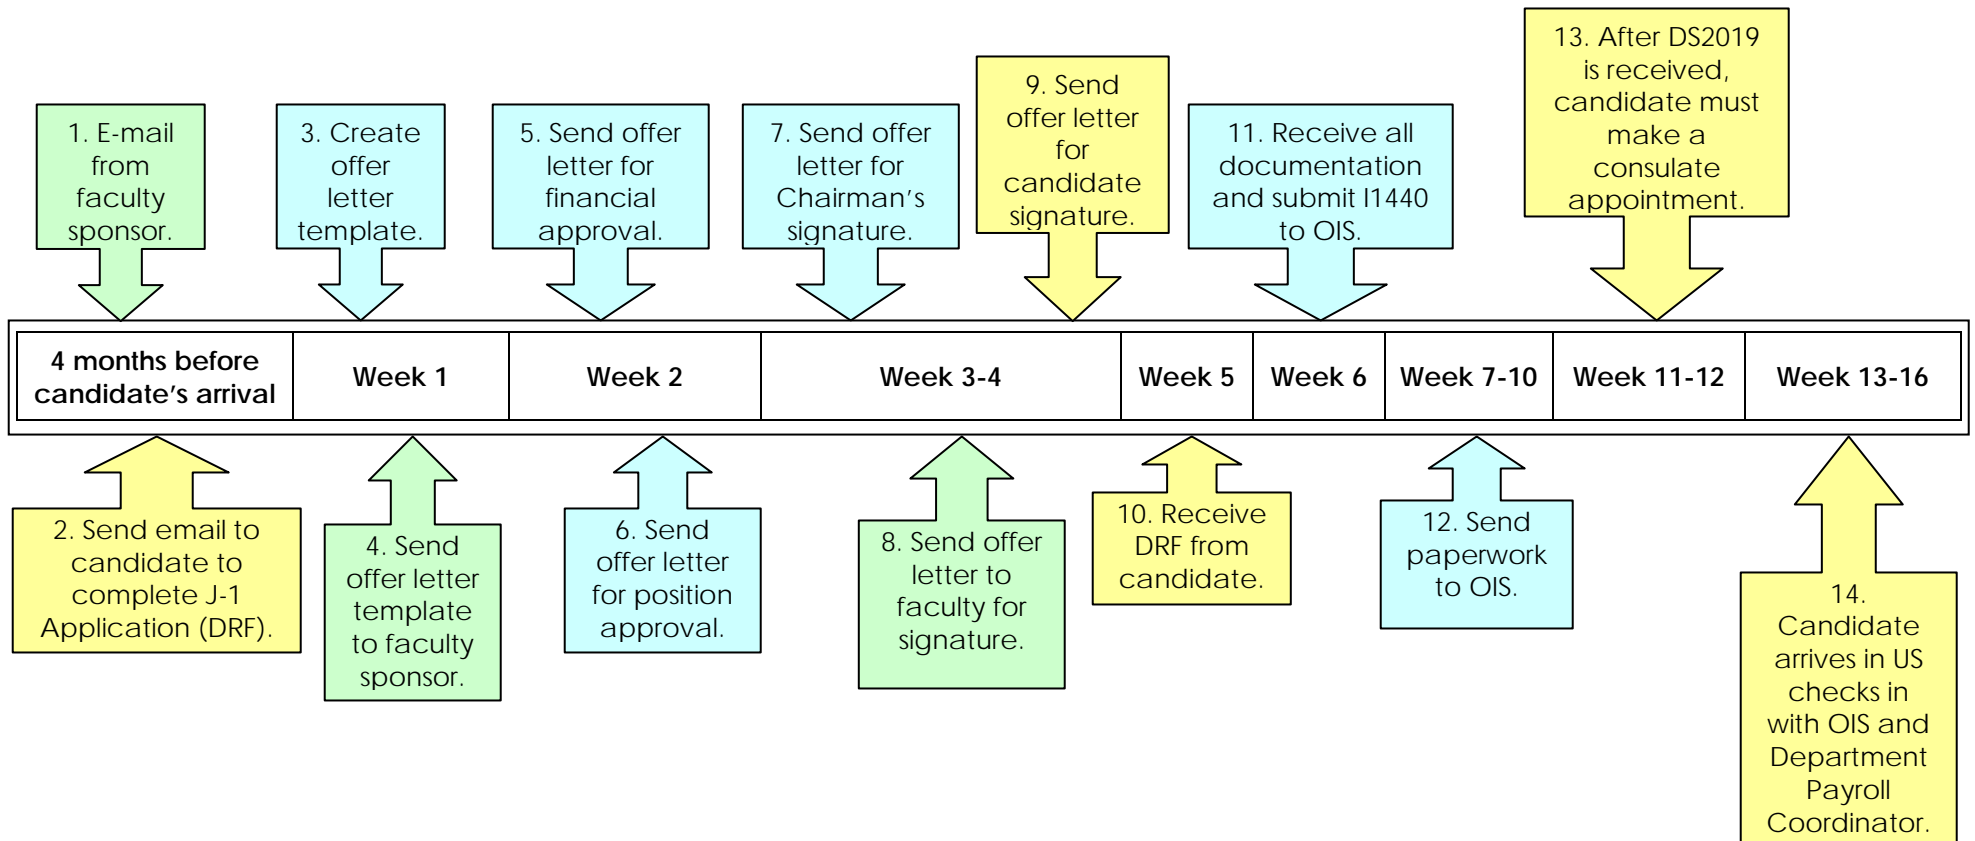 1. E-mail
from
faculty
sponsor.
3. Create
offer
letter
template.
5. Send offer
letter for
financial
approval.
7. Send offer
letter for
Chairman's
signature.
9. Send
offer letter
for
candidate
signature.
11. Receive all
documentation
and submit I1440
to OIS.
13. After DS2019
is received,
candidate must
make a
consulate
appointment.
4 months before
candidate's arrival
Week 1
Week 2
Week 3-4
Week 5
Week 6
Week 7-10
Week 11-12
Week 13-16
2. Send email to
candidate to
complete J-1
Application (DRF).
4. Send
offer letter
template
to faculty
sponsor.
6. Send
offer letter
for position
approval.
8. Send offer
letter to
faculty for
signature.
10. Receive
DRF from
candidate.
12. Send
paperwork
to OIS.
14.
Candidate
arrives in US
checks in
with OIS and
Department
Payroll
Coordinator.